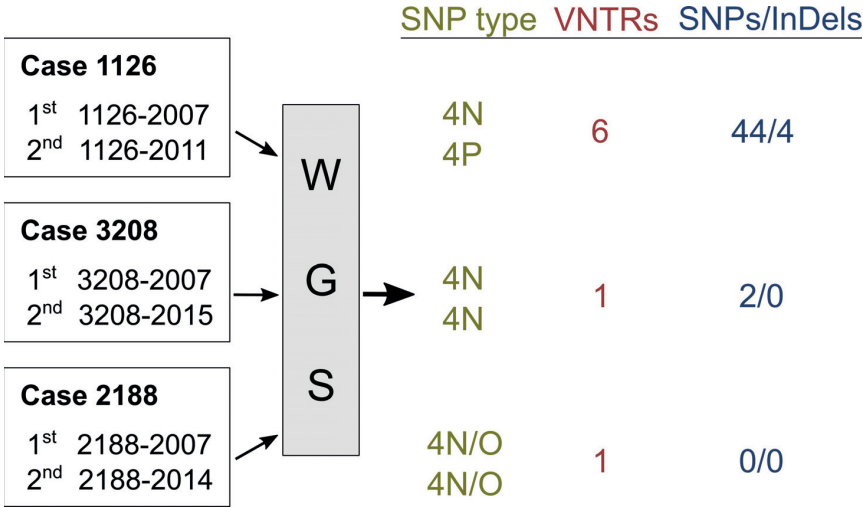 SNP type VNTRs SNPs/InDels
Case 1126
1st 1126-2007
2nd 1126-2011
4N
4P
6
44/4
Case 3208
1st 3208-2007
2nd 3208-2015
4N
4N
1
2/0
Case 2188
1st 2188-2007
2nd 2188-2014
4N/O
4N/O
1
0/0
W
G
S